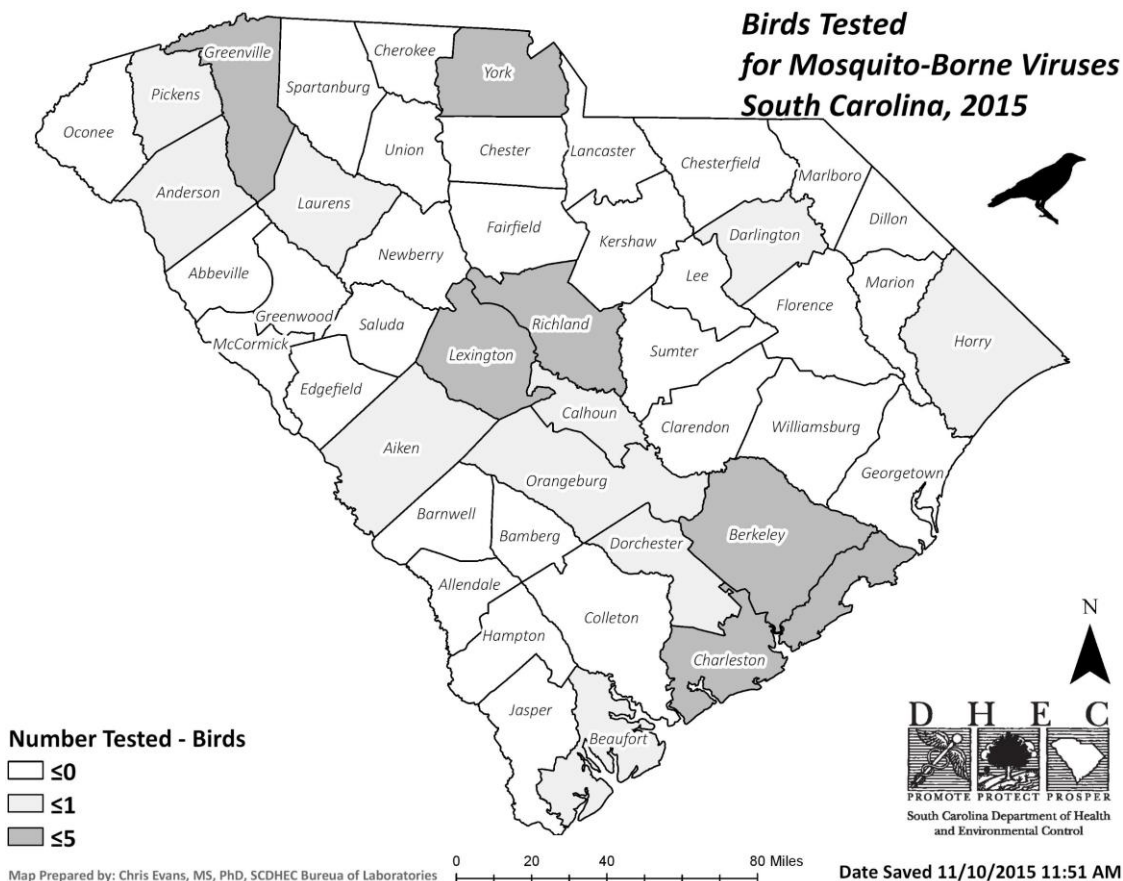 Birds Tested
for Mosquito-Borne Viruses
South Carolina, 2015
Greenville
Cherokee
York
Pickens
Spartanburg
Oconee
Union
Chester
Lancaster
Chesterfield
Marlboro
Anderson
Laurens
Dillon
Fairfield
Darlington
Kershaw
Newberry
Abbeville
Lee
Marion
Florence
Greenwood
Saluda
Richland
McCormick
Lexington
Sumter
Horry
Edgefield
Calhoun
Clarendon
Williamsburg
Aiken
Georgetown
Orangeburg
Barnwell
Bamberg
Dorchester
Berkeley
Allendale
Colleton
Hampton
Charleston
N
Jasper
Beaufort
Number Tested - Birds
≤0
≤1
≤5
DHEC
PROMOTE PROTECT PROSPER
South Carolina Department of Health
and Environmental Control
Map Prepared by: Chris Evans, MS, PhD, SCDHEC Bureua of Laboratories
0 20 40 80 Miles
Date Saved 11/10/2015 11:51 AM